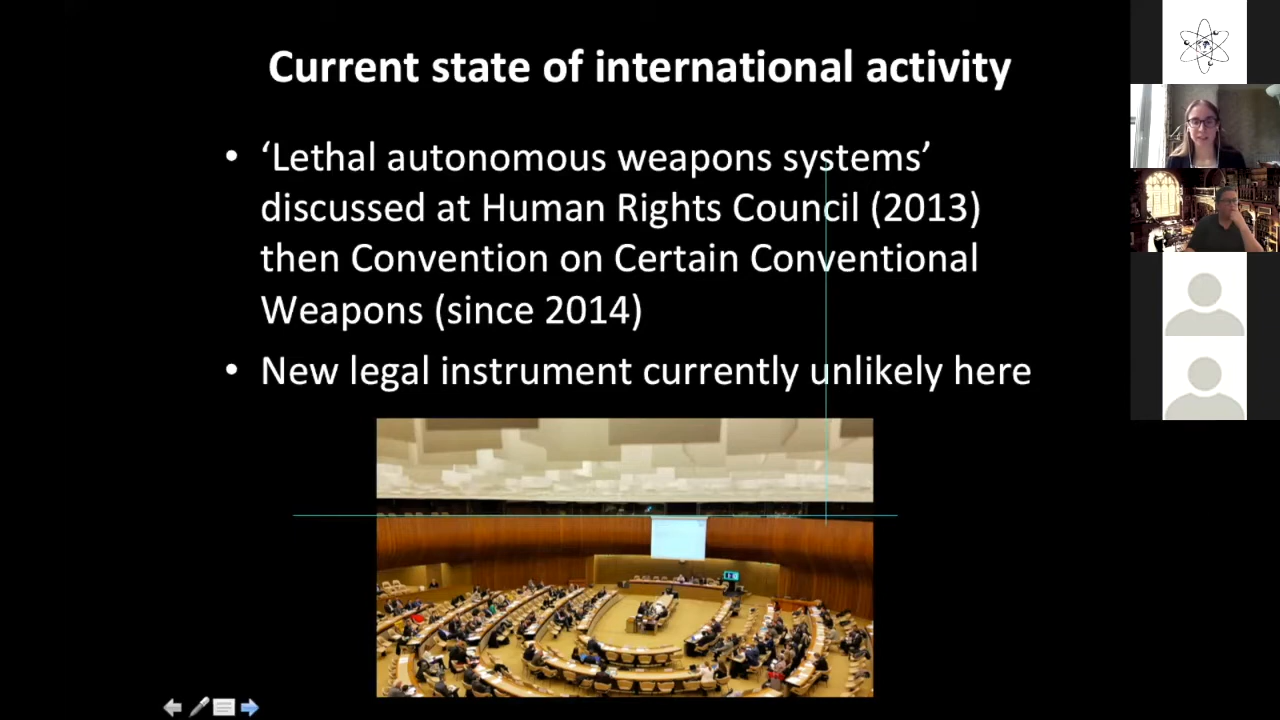 Current state of international activity
• ‘Lethal autonomous weapons systems’
discussed at Human Rights Council (2013)
then Convention on Certain Conventional
Weapons (since 2014)
• New legal instrument currently unlikely here